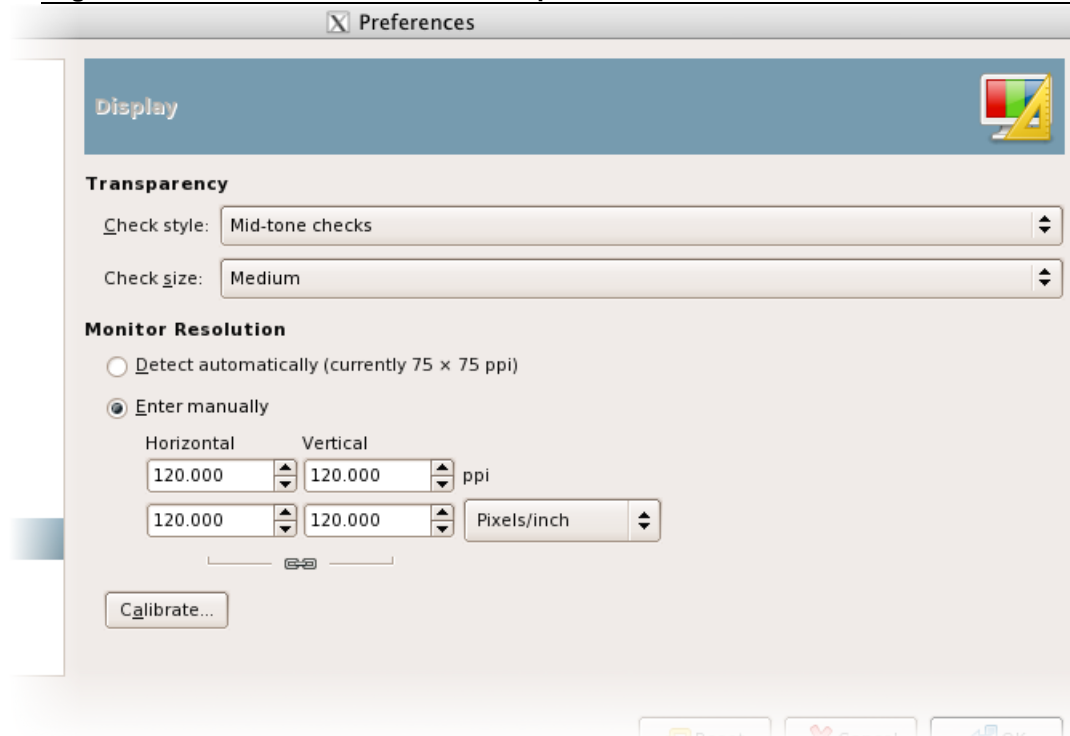 Preferences
Display
Transparency
Check style: Mid-tone checks
Check size: Medium
Monitor Resolution
Detect automatically (currently 75 × 75 ppi)
Enter manually
Horizontal Vertical
120.000 120.000 ppi
120.000 120.000 Pixels/inch
Calibrate...